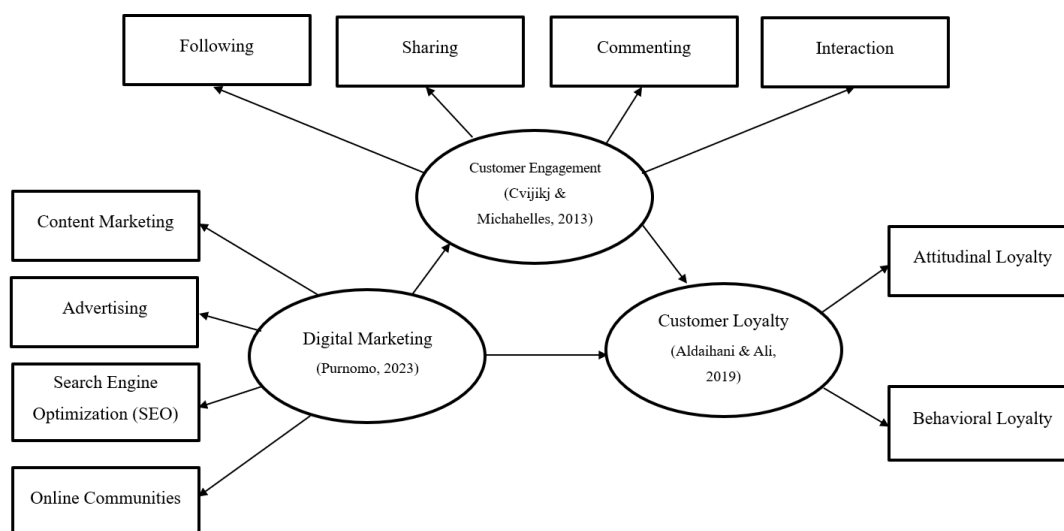 Following
Sharing
Commenting
Interaction
Customer Engagement
(Cvijikj &
Michahelles, 2013)
Content Marketing
Advertising
Search Engine
Optimization (SEO)
Online Communities
Digital Marketing
(Purnomo, 2023)
Customer Loyalty
(Aldaihani & Ali,
2019)
Attitudinal Loyalty
Behavioral Loyalty